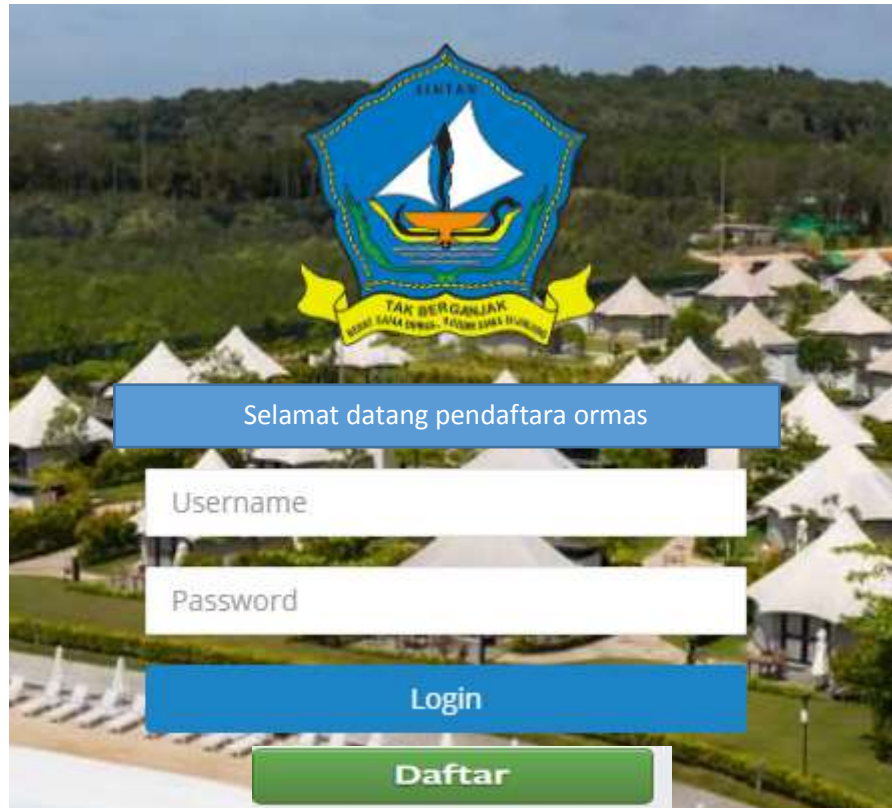 BINTAN
TAK BERGANJAK
Selamat datang pendaftara ormas
Username
Password
Login
Daftar